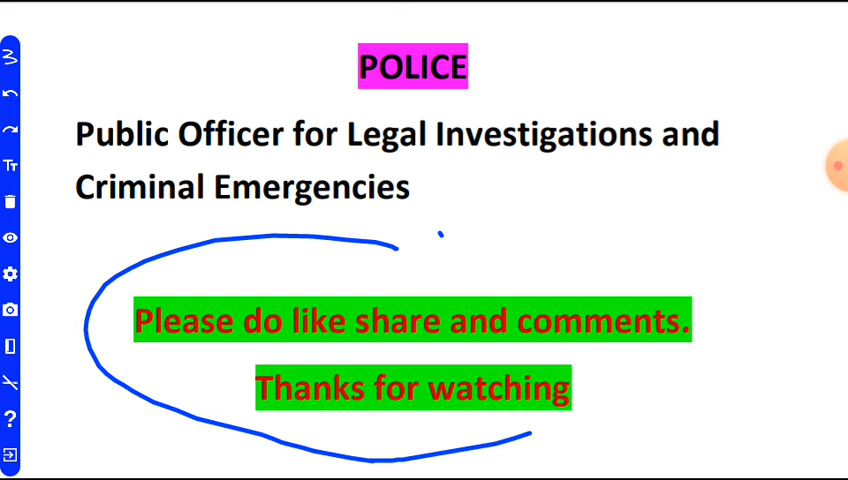 POLICE
Public Officer for Legal Investigations and
Criminal Emergencies
Please do like share and comments.
Thanks for watching